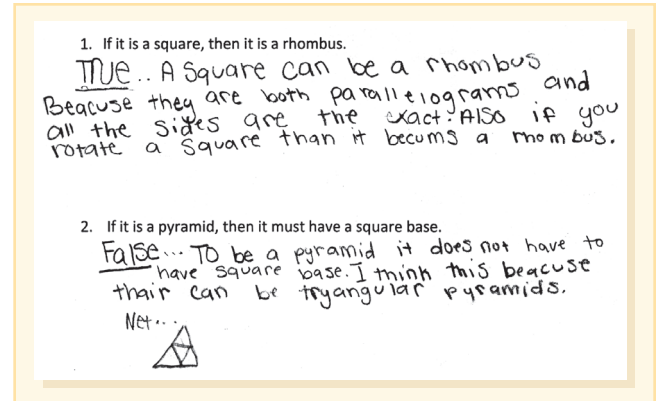 1. If it is a square, then it is a rhombus.
True.. A Square can be a rhombus
Beacuse they are both parallelograms and
all the sides are the exact. Also if you
rotate a square than it becums a rhombus.
2. If it is a pyramid, then it must have a square base.
False... To be a pyramid it does not have to
have square base. I think this beacuse
thair can be tryangular pyramids.
Net...